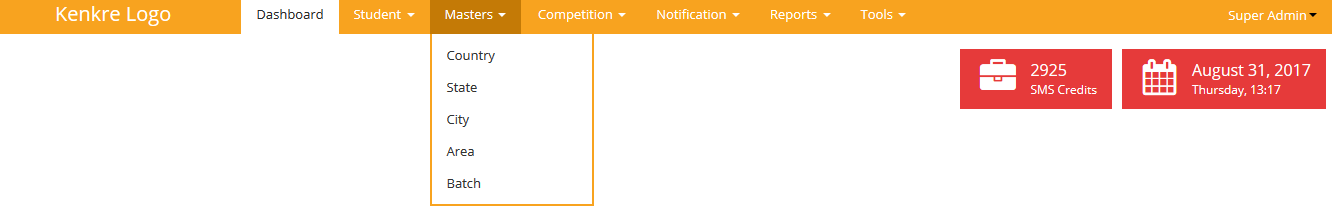 Kenkre Logo Dashboard Student Masters Competition Notification Reports Tools Super Admin
Country
State
City
Area
Batch
2925
SMS Credits
August 31, 2017
Thursday, 13:17